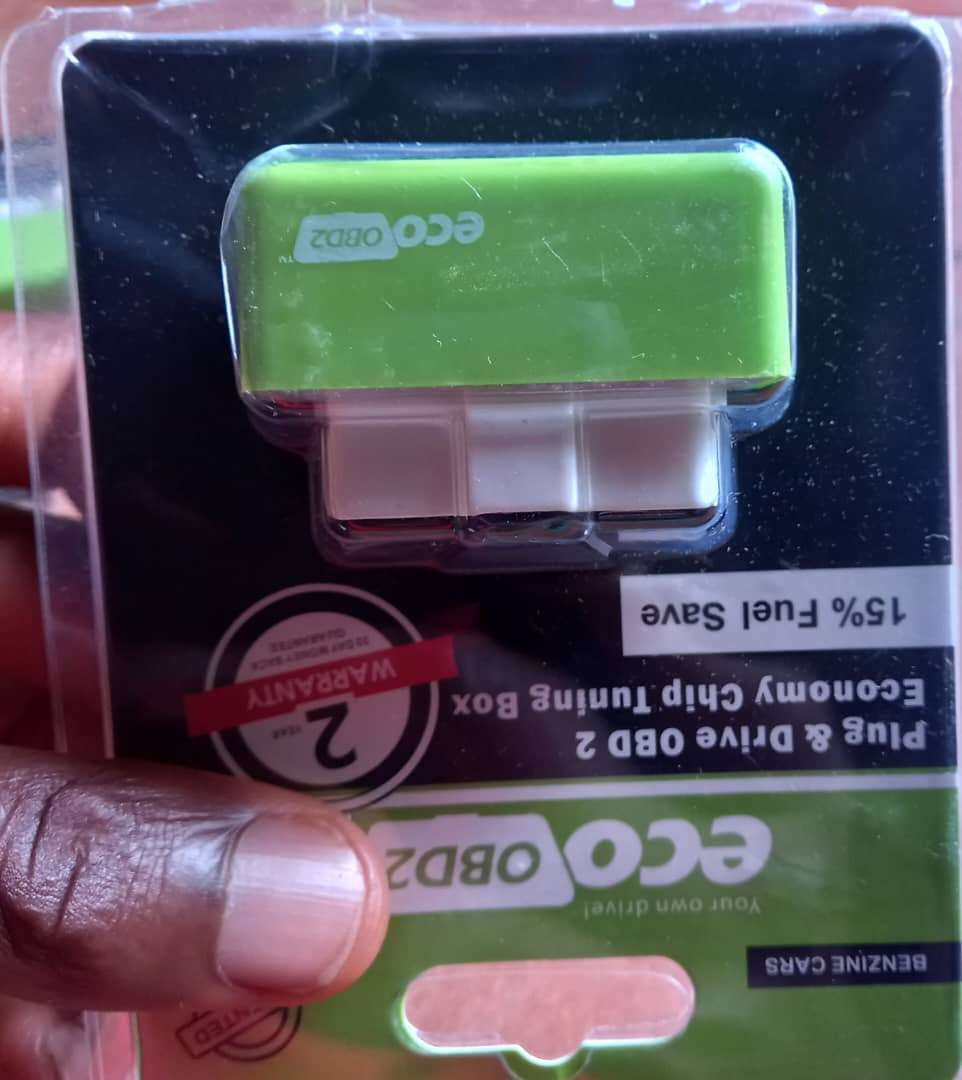 BENZINE CARS
Your own drive!
eco OBD2
Plug & Drive OBD 2
Economy Chip Tuning Box
15% Fuel Save
2
YEAR
WARRANTY
30 DAY MONEY BACK
GUARANTEE
eco OBD2™